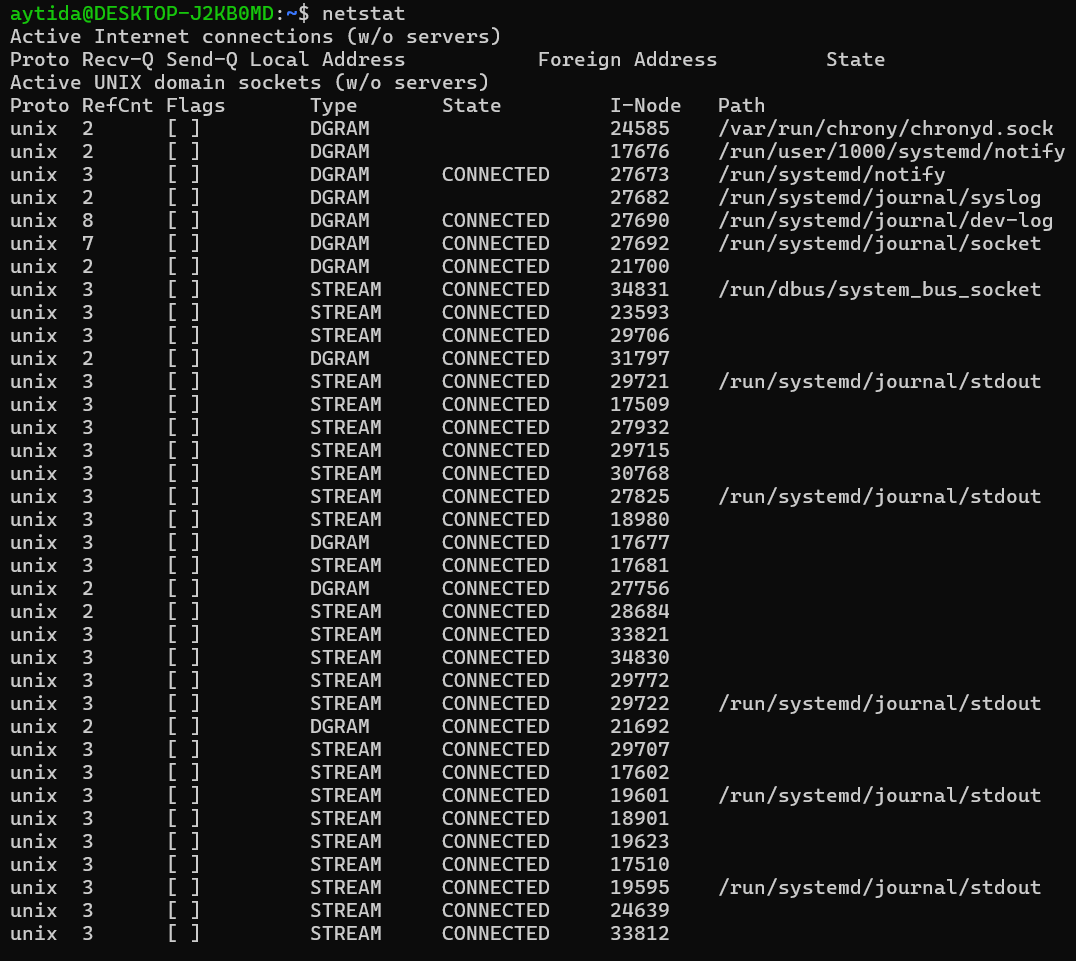 aytida@DESKTOP-J2KB0MD:~$ netstat
Active Internet connections (w/o servers)
Proto Recv-Q Send-Q Local Address           Foreign Address         State
Active UNIX domain sockets (w/o servers)
Proto RefCnt Flags       Type       State         I-Node   Path
unix  2      [ ]         DGRAM                    24585    /var/run/chrony/chronyd.sock
unix  2      [ ]         DGRAM                    17676    /run/user/1000/systemd/notify
unix  3      [ ]         DGRAM      CONNECTED     27673    /run/systemd/notify
unix  2      [ ]         DGRAM                    27682    /run/systemd/journal/syslog
unix  8      [ ]         DGRAM      CONNECTED     27690    /run/systemd/journal/dev-log
unix  7      [ ]         DGRAM      CONNECTED     27692    /run/systemd/journal/socket
unix  2      [ ]         DGRAM      CONNECTED     21700
unix  3      [ ]         STREAM     CONNECTED     34831    /run/dbus/system_bus_socket
unix  3      [ ]         STREAM     CONNECTED     23593
unix  3      [ ]         STREAM     CONNECTED     29706
unix  2      [ ]         DGRAM      CONNECTED     31797
unix  3      [ ]         STREAM     CONNECTED     29721    /run/systemd/journal/stdout
unix  3      [ ]         STREAM     CONNECTED     17509
unix  3      [ ]         STREAM     CONNECTED     27932
unix  3      [ ]         STREAM     CONNECTED     29715
unix  3      [ ]         STREAM     CONNECTED     30768
unix  3      [ ]         STREAM     CONNECTED     27825    /run/systemd/journal/stdout
unix  3      [ ]         STREAM     CONNECTED     18980
unix  3      [ ]         DGRAM      CONNECTED     17677
unix  3      [ ]         STREAM     CONNECTED     17681
unix  2      [ ]         DGRAM      CONNECTED     27756
unix  2      [ ]         STREAM     CONNECTED     28684
unix  3      [ ]         STREAM     CONNECTED     33821
unix  3      [ ]         STREAM     CONNECTED     34830
unix  3      [ ]         STREAM     CONNECTED     29772
unix  3      [ ]         STREAM     CONNECTED     29722    /run/systemd/journal/stdout
unix  2      [ ]         DGRAM      CONNECTED     21692
unix  3      [ ]         STREAM     CONNECTED     29707
unix  3      [ ]         STREAM     CONNECTED     17602
unix  3      [ ]         STREAM     CONNECTED     19601    /run/systemd/journal/stdout
unix  3      [ ]         STREAM     CONNECTED     18901
unix  3      [ ]         STREAM     CONNECTED     19623
unix  3      [ ]         STREAM     CONNECTED     17510
unix  3      [ ]         STREAM     CONNECTED     19595    /run/systemd/journal/stdout
unix  3      [ ]         STREAM     CONNECTED     24639
unix  3      [ ]         STREAM     CONNECTED     33812